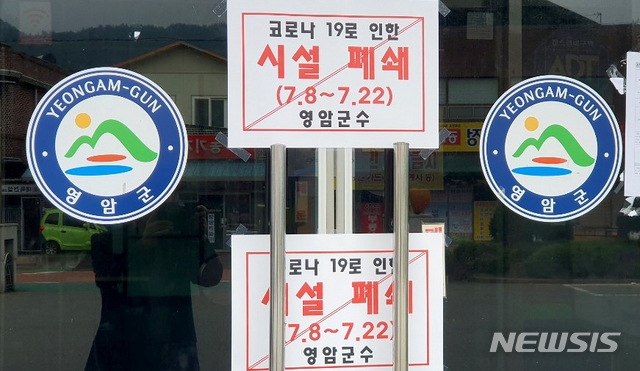 코로나 19로 인한
시설 폐쇄
(7.8~7.22)
영암군수
YEONGAM-GUN
영암군
YEONGAM-GUN
영암군
코로나 19로 인한
시설 폐쇄
(7.8~7.22)
영암군수
NEWSIS